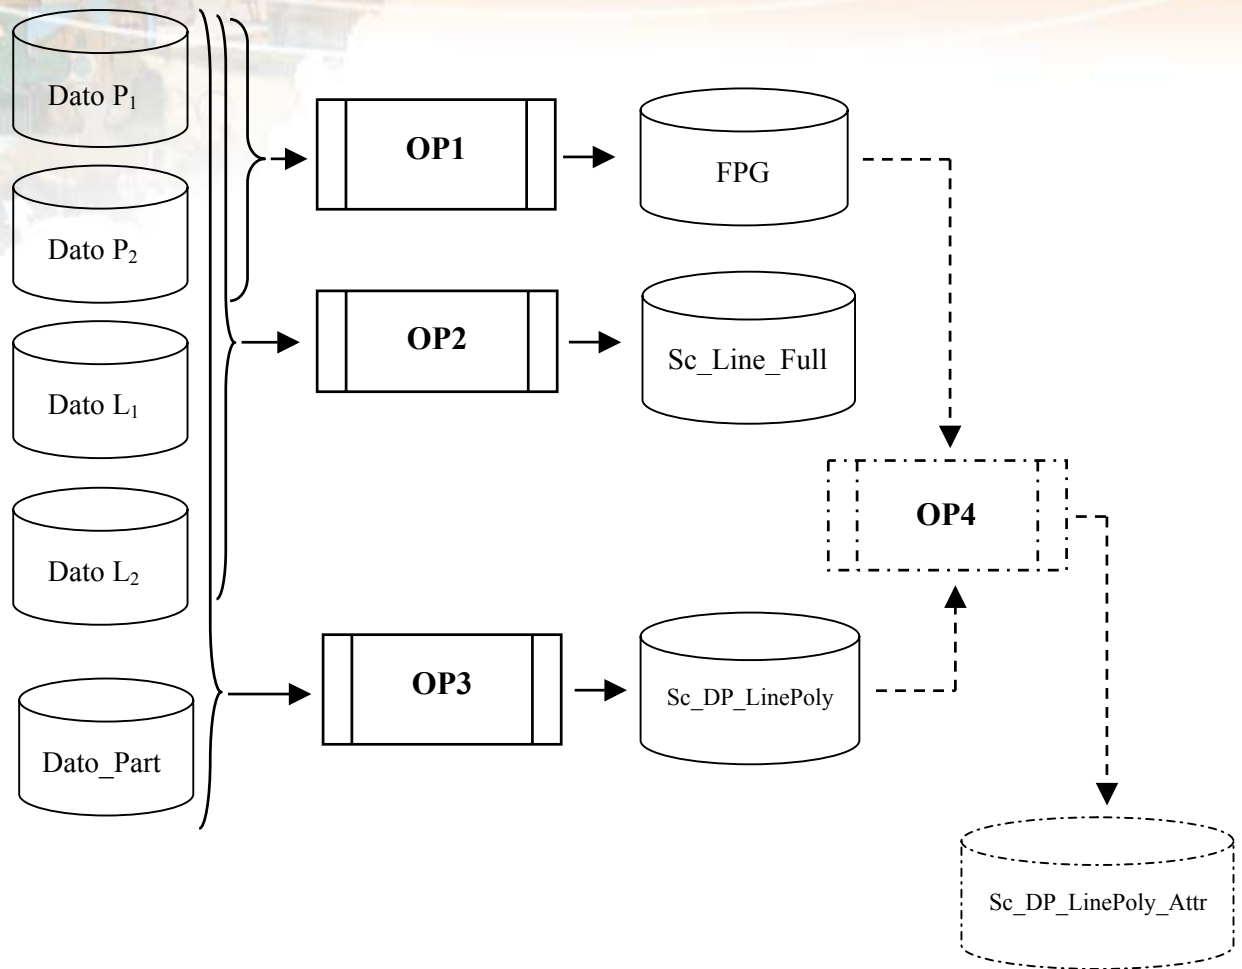 Dato P₁
OP1
FPG
Dato P₂
OP2
Sc_Line_Full
Dato L₁
Dato L₂
OP4
OP3
Sc_DP_LinePoly
Dato_Part
Sc_DP_LinePoly_Attr